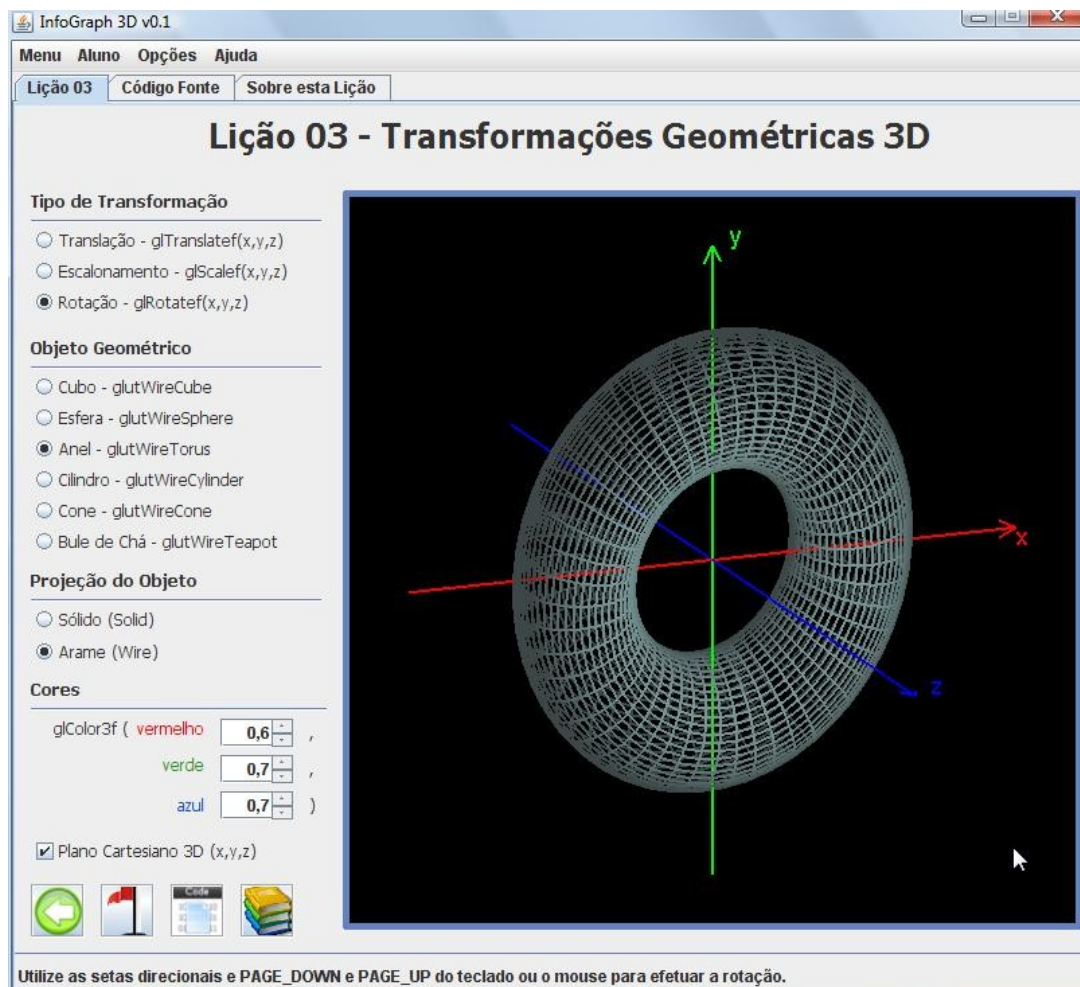 InfoGraph 3D v0.1
Menu Aluno Opções Ajuda
Lição 03 Código Fonte Sobre esta Lição
Lição 03 - Transformações Geométricas 3D
Tipo de Transformação
Translação - glTranslatef(x,y,z)
Escalonamento - glScalef(x,y,z)
Rotação - glRotatef(x,y,z)
Objeto Geométrico
Cubo - glutWireCube
Esfera - glutWireSphere
Anel - glutWireTorus
Cilindro - glutWireCylinder
Cone - glutWireCone
Bule de Chá - glutWireTeapot
Projeção do Objeto
Sólido (Solid)
Arame (Wire)
Cores
glColor3f ( vermelho 0,6 ,
verde 0,7 ,
azul 0,7 )
Plano Cartesiano 3D (x,y,z)
Code
y
x
z
Utilize as setas direcionais e PAGE_DOWN e PAGE_UP do teclado ou o mouse para efetuar a rotação.